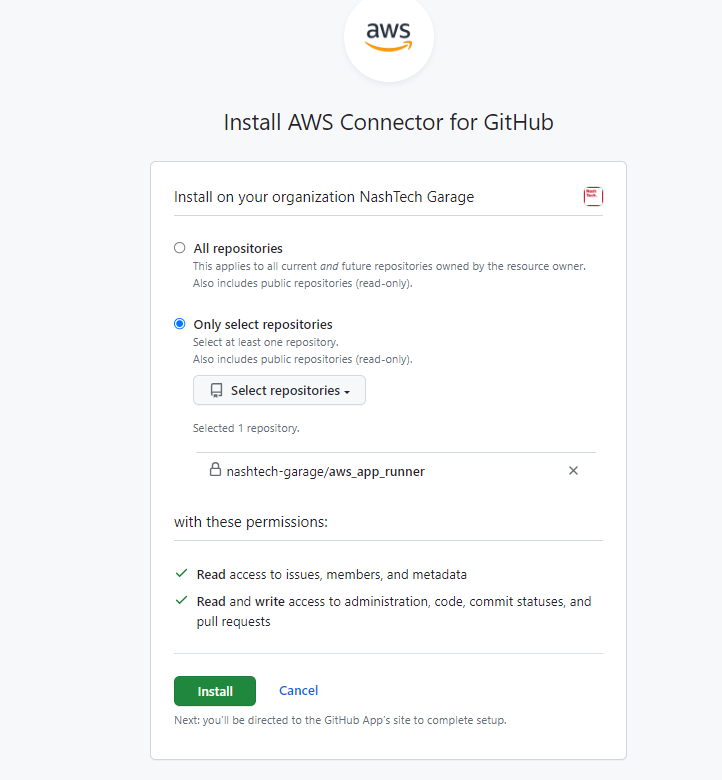 aws
Install AWS Connector for GitHub
Install on your organization NashTech Garage
Nash
Tech.
All repositories
This applies to all current and future repositories owned by the resource owner.
Also includes public repositories (read-only).
Only select repositories
Select at least one repository.
Also includes public repositories (read-only).
Select repositories
Selected 1 repository.
nashtech-garage/aws_app_runner
with these permissions:
Read access to issues, members, and metadata
Read and write access to administration, code, commit statuses, and
pull requests
Install Cancel
Next: you'll be directed to the GitHub App's site to complete setup.